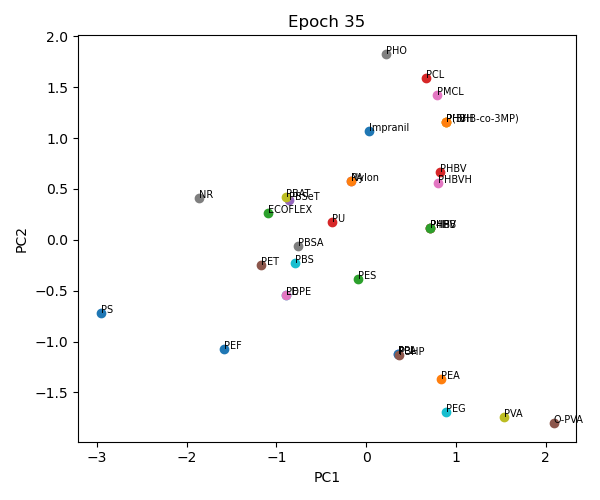 Epoch 35
2.0
PHO
PCL
1.5
PMCL
P(3HB-co-3MP)
Impranil
1.0
PHBV
Nylon
PHBVH
0.5
PBAT
NR
PBSeT
ECOFLEX
PU
PC2
0.0
PBSA
PBS
PET
PES
LDPE
−0.5
PS
PEF
−1.0
PEA
−1.5
PEG
PVA
O-PVA
−3
−2
−1
0
1
2
PC1